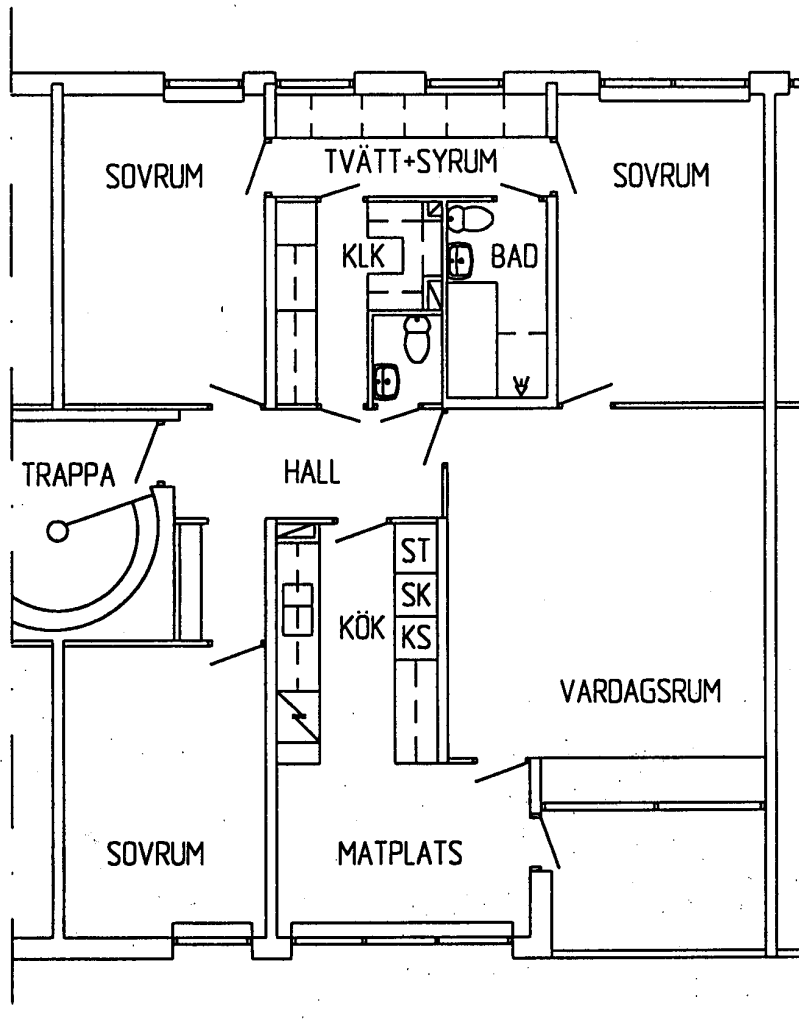 SOVRUM
TVÄTT+SYRUM
SOVRUM
KLK
BAD
TRAPPA
HALL
ST
SK
KÖK
KS
VARDAGSRUM
SOVRUM
MATPLATS